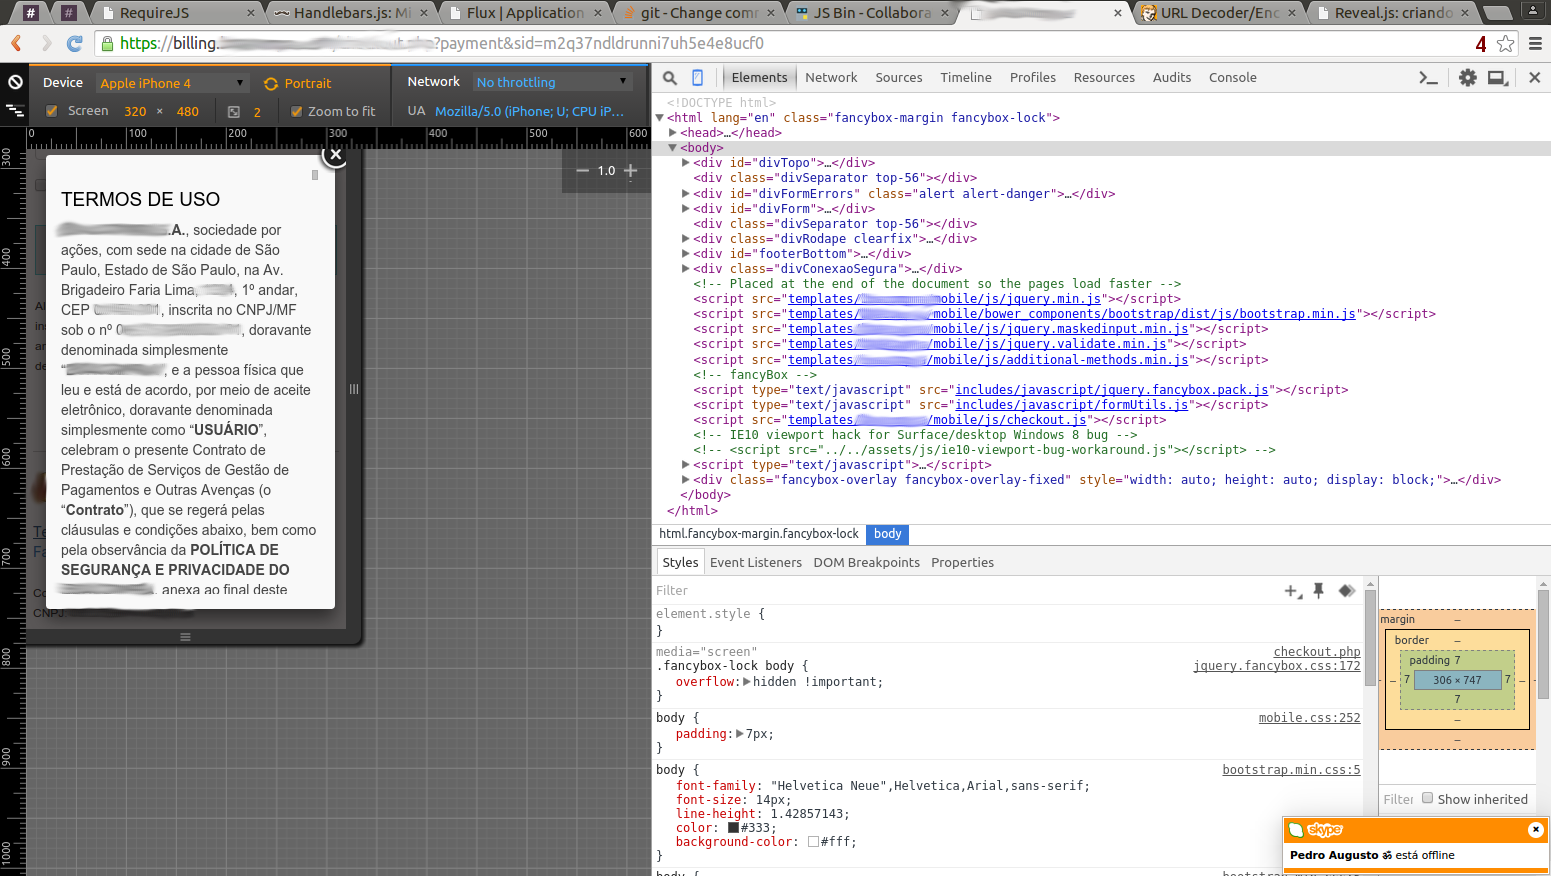 # # RequireJS Handlebars.js: Mi Flux | Application git - Change comm JS Bin - Collabora URL Decoder/Enc Reveal.js: criando
https://billing. ?payment&sid=m2q37ndldrunni7uh5e4e8ucf0 4
Device Apple iPhone 4 Portrait
Network No throttling
Screen 320 × 480 2 Zoom to fit
UA Mozilla/5.0 (iPhone; U; CPU iP...
0 100 200 300 400 500 600
300
400
500
600
700
800
900
1000
1.0
TERMOS DE USO
.A., sociedade por
ações, com sede na cidade de São
Paulo, Estado de São Paulo, na Av.
Brigadeiro Faria Lima, , 1º andar,
CEP , inscrita no CNPJ/MF
sob o nº 0 , doravante
denominada simplesmente
“ , e a pessoa física que
leu e está de acordo, por meio de aceite
eletrônico, doravante denominada
simplesmente como “USUÁRIO”,
celebram o presente Contrato de
Prestação de Serviços de Gestão de
Pagamentos e Outras Avenças (o
“Contrato”), que se regerá pelas
cláusulas e condições abaixo, bem como
pela observância da POLÍTICA DE
SEGURANÇA E PRIVACIDADE DO
, anexa ao final deste
CNPJ
Elements Network Sources Timeline Profiles Resources Audits Console
<!DOCTYPE html>
<html lang="en" class="fancybox-margin fancybox-lock">
<head>…</head>
<body>
<div id="divTopo">…</div>
<div class="divSeparator top-56"></div>
<div id="divFormErrors" class="alert alert-danger">…</div>
<div id="divForm">…</div>
<div class="divSeparator top-56"></div>
<div class="divRodape clearfix">…</div>
<div id="footerBottom">…</div>
<div class="divConexaoSegura">…</div>
<!-- Placed at the end of the document so the pages load faster -->
<script src="templates/ mobile/js/jquery.min.js"></script>
<script src="templates/ /mobile/bower_components/bootstrap/dist/js/bootstrap.min.js"></script>
<script src="templates/ /mobile/js/jquery.maskedinput.min.js"></script>
<script src="templates/ /mobile/js/jquery.validate.min.js"></script>
<script src="templates/ /mobile/js/additional-methods.min.js"></script>
<!-- fancyBox -->
<script type="text/javascript" src="includes/javascript/jquery.fancybox.pack.js"></script>
<script type="text/javascript" src="includes/javascript/formUtils.js"></script>
<script src="templates/ /mobile/js/checkout.js"></script>
<!-- IE10 viewport hack for Surface/desktop Windows 8 bug -->
<!-- <script src="../../assets/js/ie10-viewport-bug-workaround.js"></script> -->
<script type="text/javascript">…</script>
<div class="fancybox-overlay fancybox-overlay-fixed" style="width: auto; height: auto; display: block;">…</div>
</body>
</html>
html.fancybox-margin.fancybox-lock body
Styles Event Listeners DOM Breakpoints Properties
Filter
element.style {
}
media="screen" checkout.php
.fancybox-lock body { jquery.fancybox.css:172
overflow: hidden !important;
}
body { mobile.css:252
padding: 7px;
}
body { bootstrap.min.css:5
font-family: "Helvetica Neue",Helvetica,Arial,sans-serif;
font-size: 14px;
line-height: 1.42857143;
color: #333;
background-color: #fff;
}
margin –
border –
padding 7
– – 7 306 × 747 7 – –
7
–
–
Filter Show inherited
skype
Pedro Augusto ॐ está offline